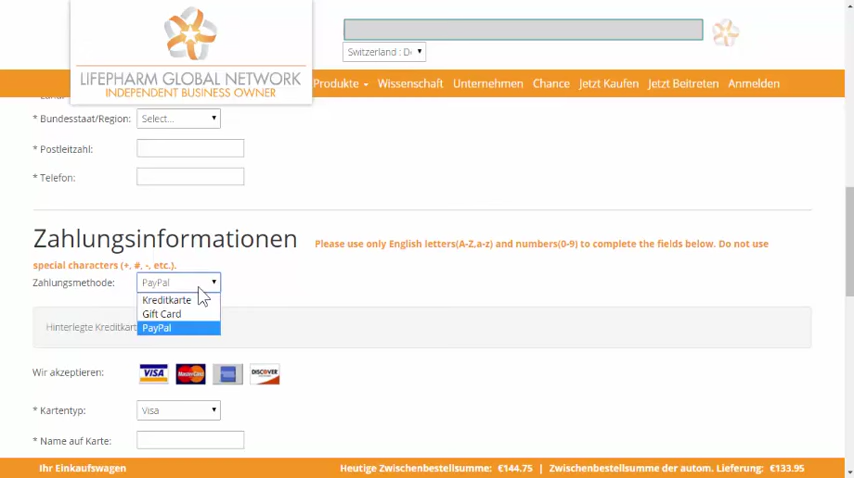 LIFEPHARM GLOBAL NETWORK
INDEPENDENT BUSINESS OWNER
Switzerland : D
Produkte Wissenschaft Unternehmen Chance Jetzt Kaufen Jetzt Beitreten Anmelden
* Bundesstaat/Region: Select...
* Postleitzahl:
* Telefon:
Zahlungsinformationen Please use only English letters(A-Z,a-z) and numbers(0-9) to complete the fields below. Do not use
special characters (+, #, -, etc.).
Zahlungsmethode: PayPal
Kreditkarte
Gift Card
PayPal
Hinterlegte Kreditkart
Wir akzeptieren: VISA MasterCard DISCOVER
* Kartentyp: Visa
* Name auf Karte:
Ihr Einkaufswagen Heutige Zwischenbestellsumme: €144.75 | Zwischenbestellsumme der autom. Lieferung: €133.95